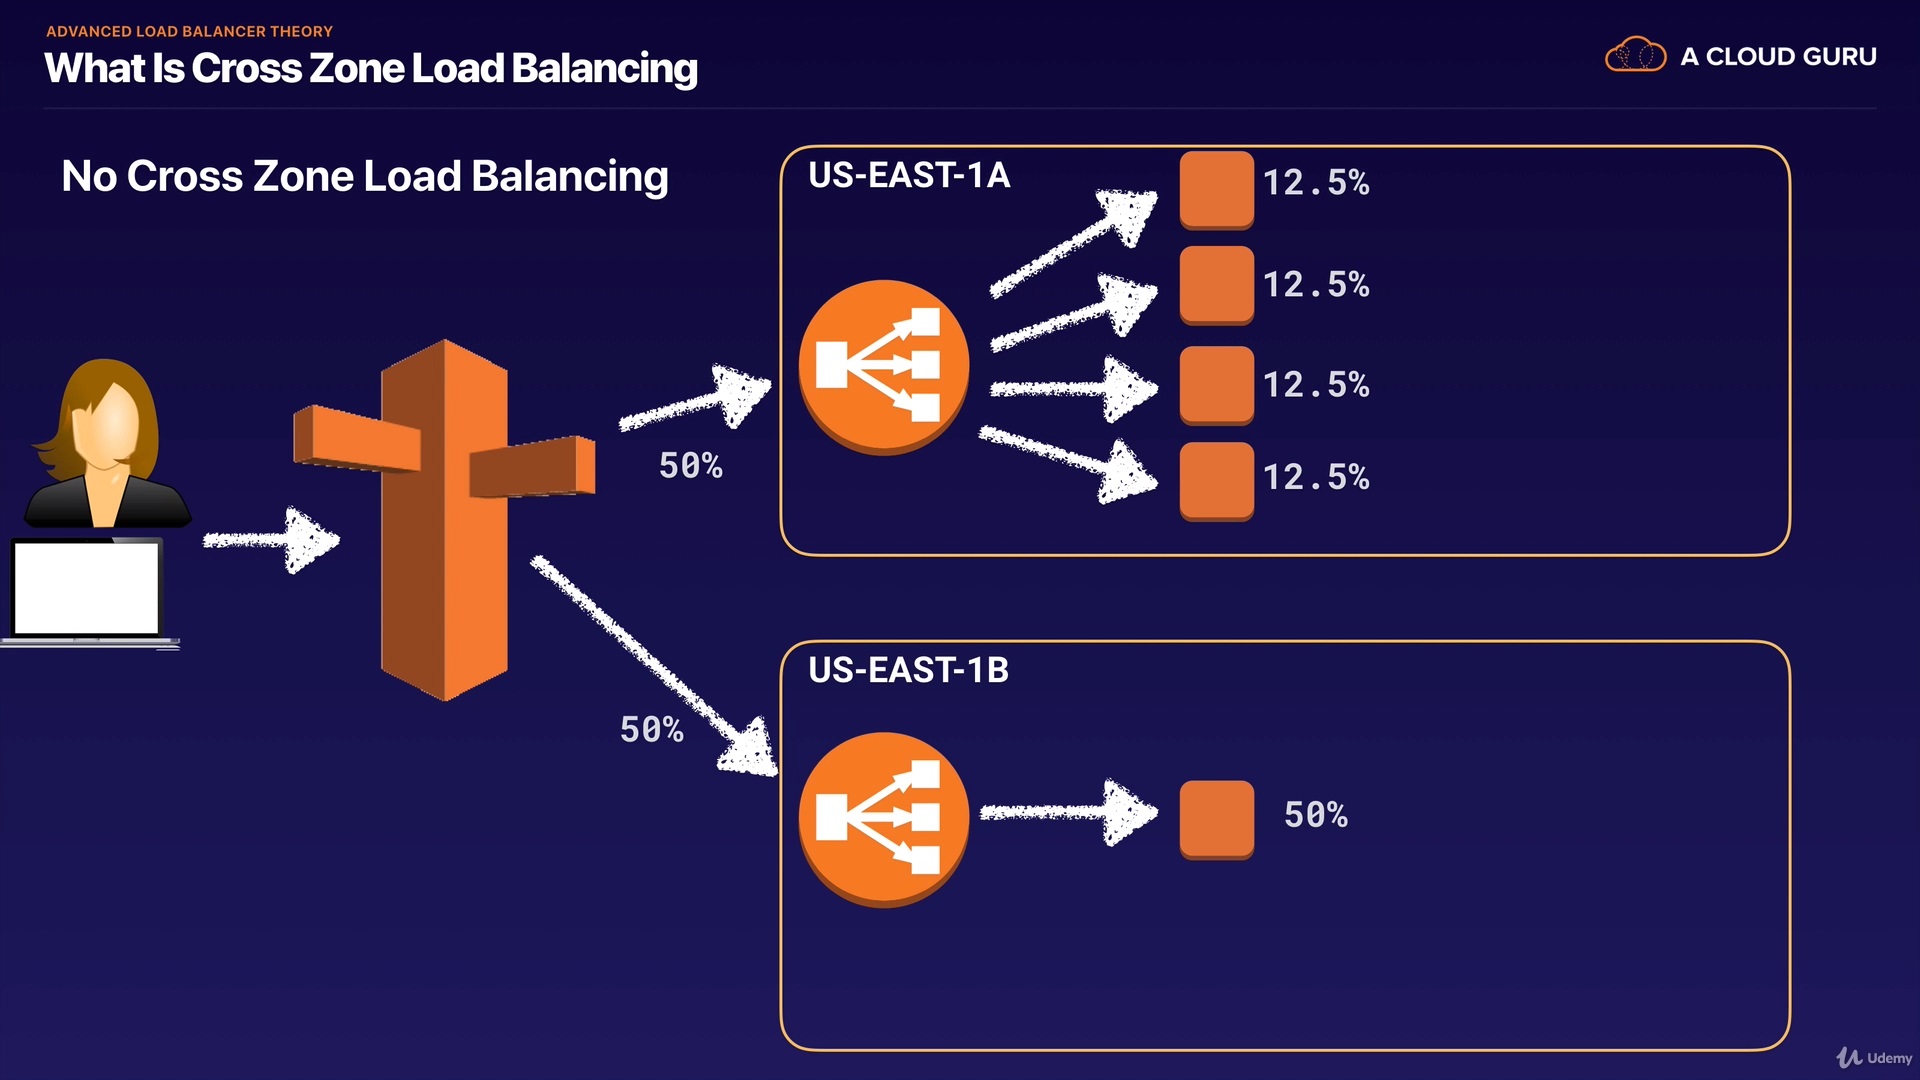 ADVANCED LOAD BALANCER THEORY
What Is Cross Zone Load Balancing
A CLOUD GURU
No Cross Zone Load Balancing
US-EAST-1A
12.5%
12.5%
12.5%
12.5%
50%
US-EAST-1B
50%
50%
Udemy